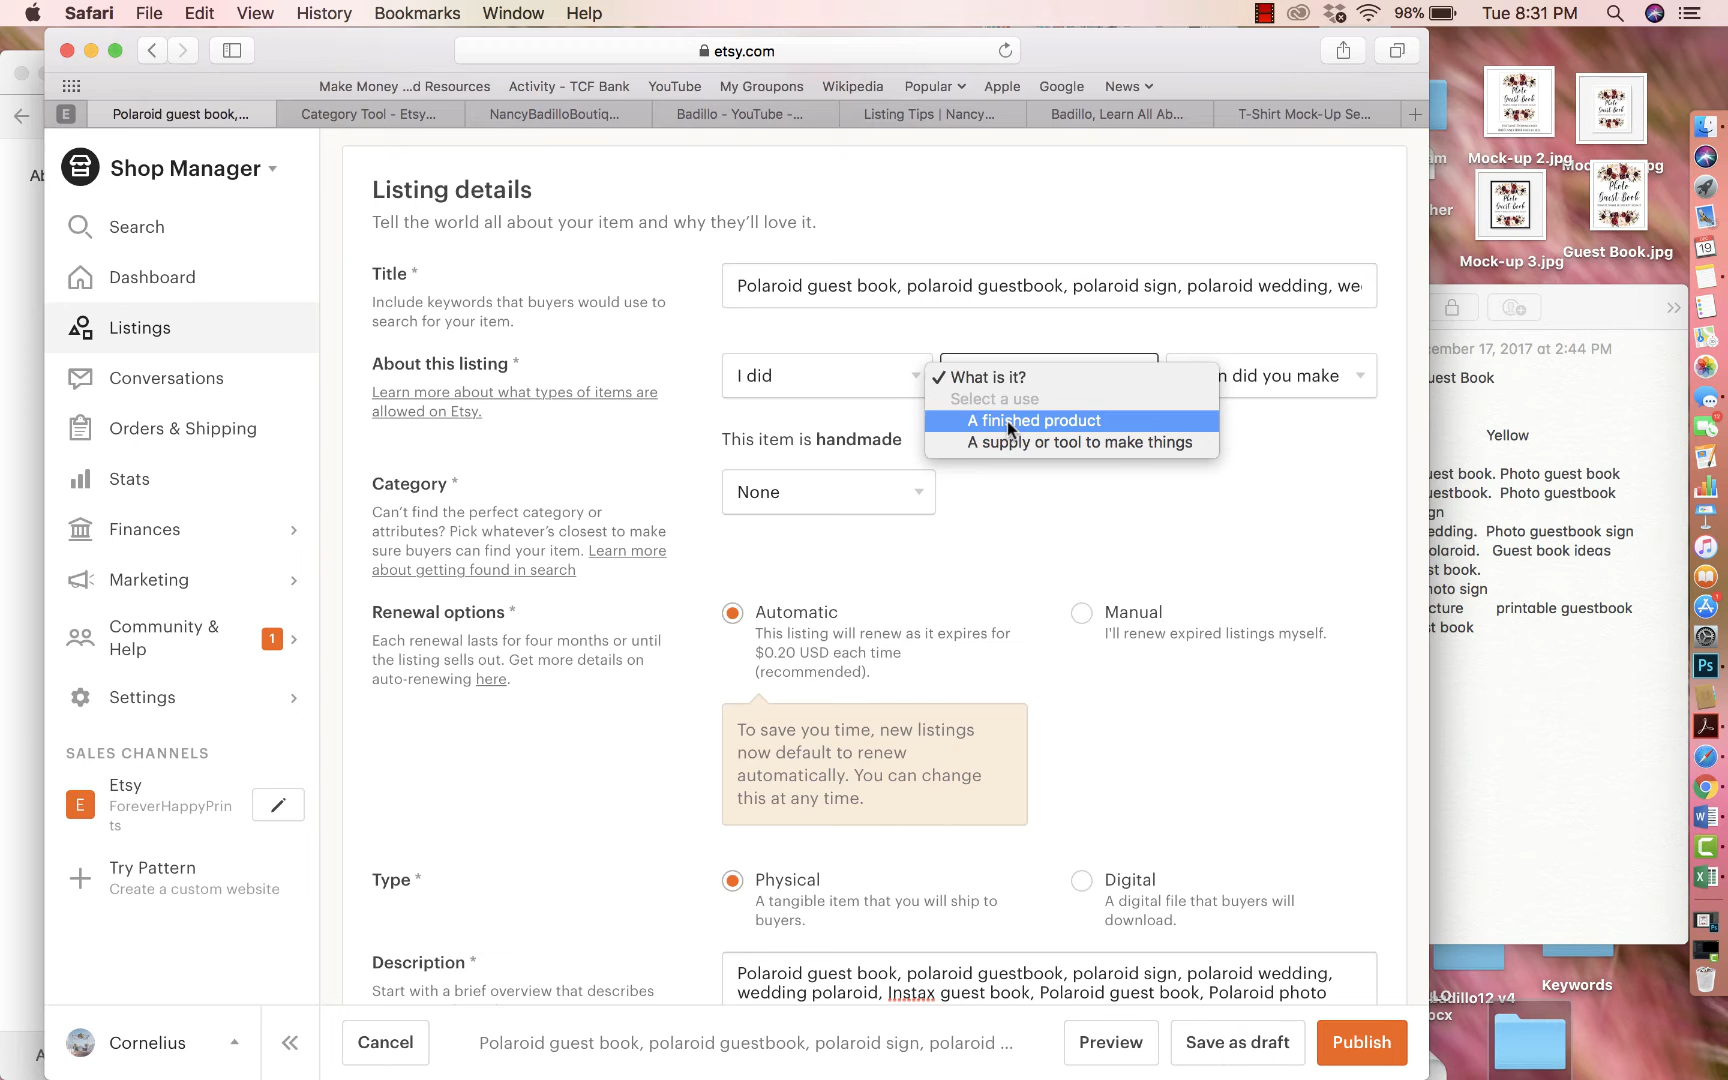 Safari File Edit View History Bookmarks Window Help 98% Tue 8:31 PM
etsy.com
Make Money ...d Resources Activity - TCF Bank YouTube My Groupons Wikipedia Popular Apple Google News
E Polaroid guest book,... Category Tool - Etsy... NancyBadilloBoutiq... Badillo - YouTube -... Listing Tips | Nancy... Badillo, Learn All Ab... T-Shirt Mock-Up Se...
Shop Manager
Search
Dashboard
Listings
Conversations
Orders & Shipping
Stats
Finances
Marketing
Community &
Help
1
Settings
SALES CHANNELS
E
Etsy
ForeverHappyPrin
ts
Try Pattern
Create a custom website
Cornelius
Listing details
Tell the world all about your item and why they'll love it.
Title *
Include keywords that buyers would use to
search for your item.
Polaroid guest book, polaroid guestbook, polaroid sign, polaroid wedding, we
About this listing *
Learn more about what types of items are
allowed on Etsy.
I did
✓ What is it?
Select a use
A finished product
A supply or tool to make things
n did you make
This item is handmade
Category *
Can't find the perfect category or
attributes? Pick whatever's closest to make
sure buyers can find your item. Learn more
about getting found in search
None
Renewal options *
Each renewal lasts for four months or until
the listing sells out. Get more details on
auto-renewing here.
Automatic
This listing will renew as it expires for
$0.20 USD each time
(recommended).
Manual
I'll renew expired listings myself.
To save you time, new listings
now default to renew
automatically. You can change
this at any time.
Type *
Physical
A tangible item that you will ship to
buyers.
Digital
A digital file that buyers will
download.
Description *
Start with a brief overview that describes
Polaroid guest book, polaroid guestbook, polaroid sign, polaroid wedding,
wedding polaroid, Instax guest book, Polaroid guest book, Polaroid photo
Cancel
Polaroid guest book, polaroid guestbook, polaroid sign, polaroid ...
Preview
Save as draft
Publish
Photo
Guest Book
Mock-up 2.jpg
Mock-up 3.jpg
Guest Book.jpg
ember 17, 2017 at 2:44 PM
uest Book
Yellow
uest book. Photo guest book
uestbook. Photo guestbook
gn
edding. Photo guestbook sign
olaroid. Guest book ideas
st book.
hoto sign
cture printable guestbook
st book
adillo12 v4
ocx
Keywords
19
Ps
W
X